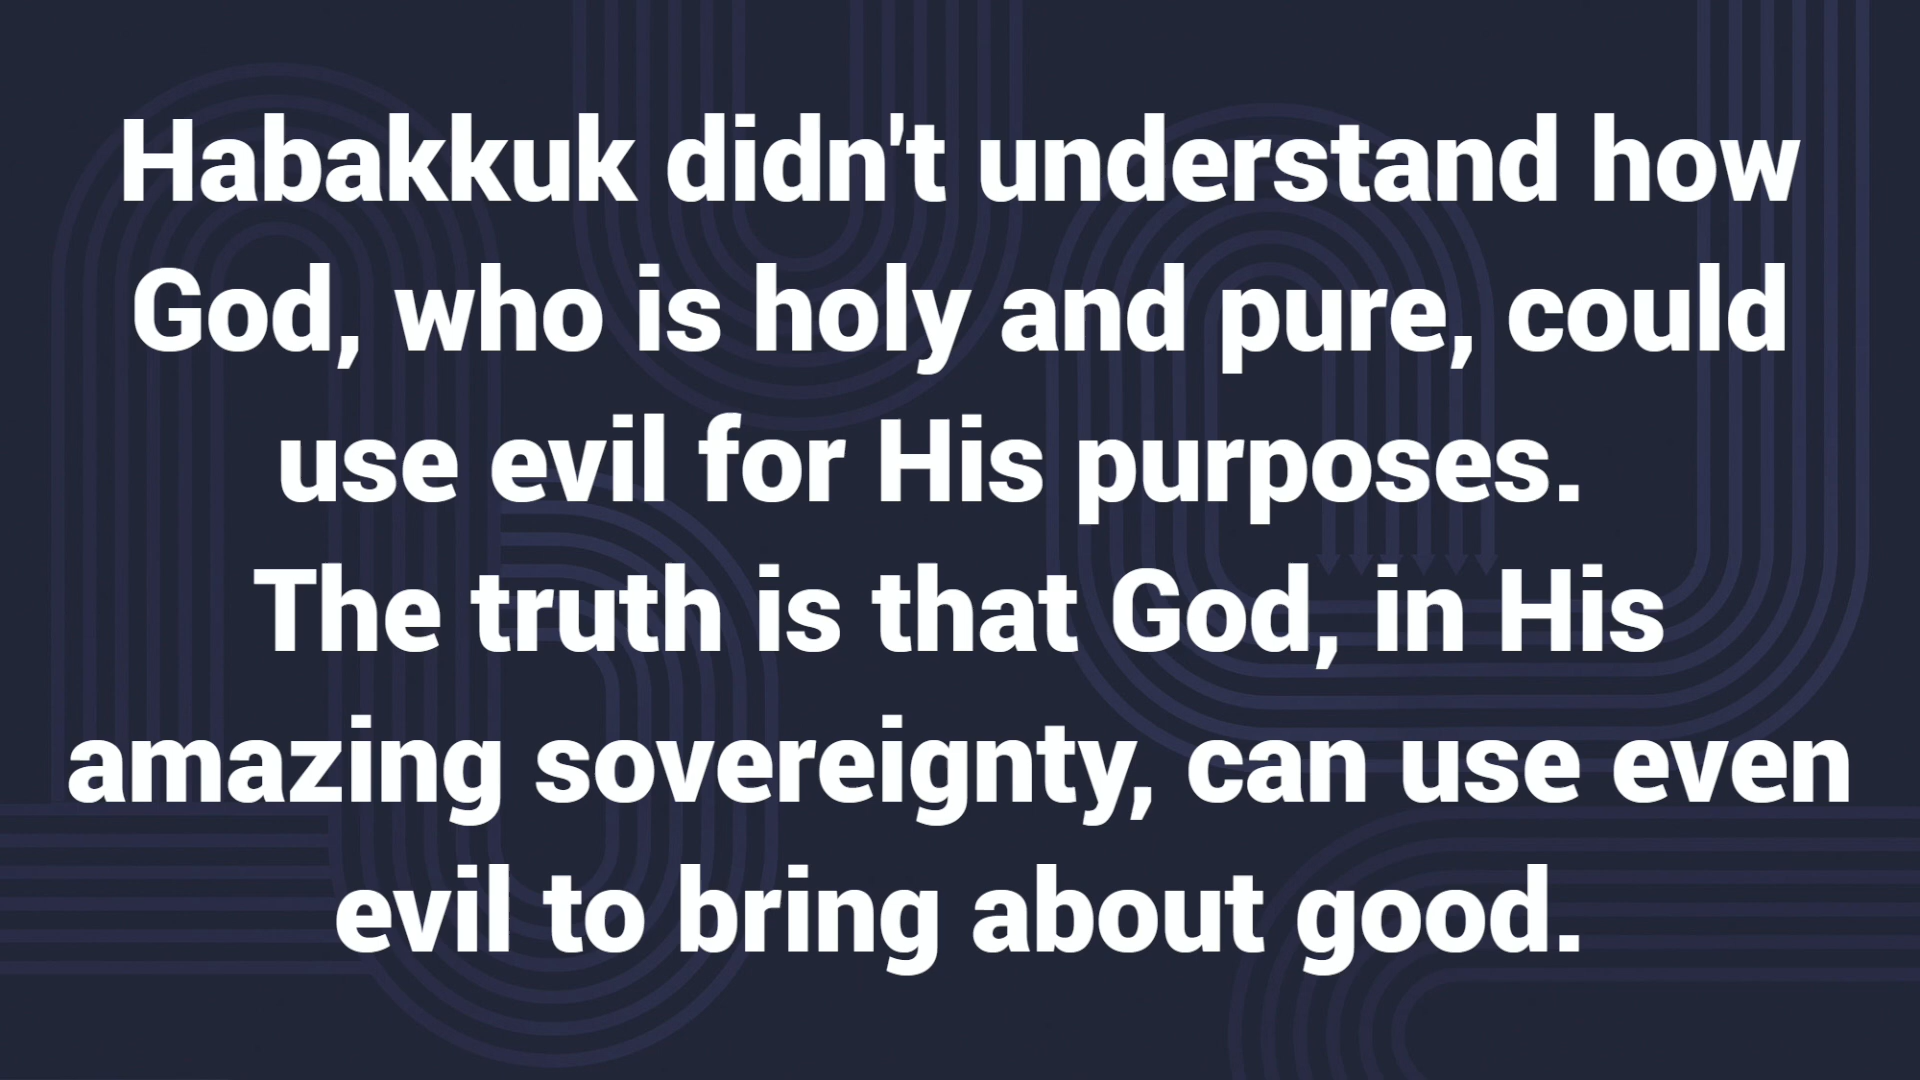 Habakkuk didn't understand how
God, who is holy and pure, could
use evil for His purposes.
The truth is that God, in His
amazing sovereignty, can use even
evil to bring about good.